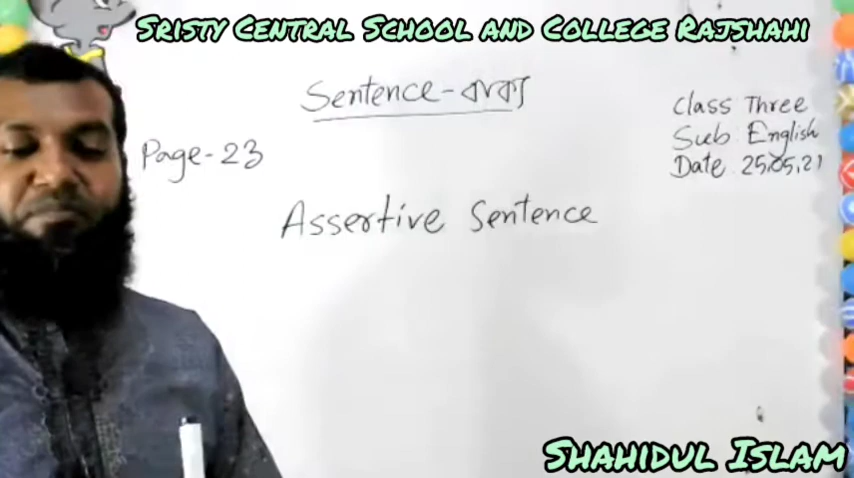 SRISTY CENTRAL SCHOOL AND COLLEGE RAJSHAHI
Sentence - বাক্য
Class Three
Sub English
Date 25.05.21
Page - 23
Assertive Sentence
SHAHIDUL ISLAM